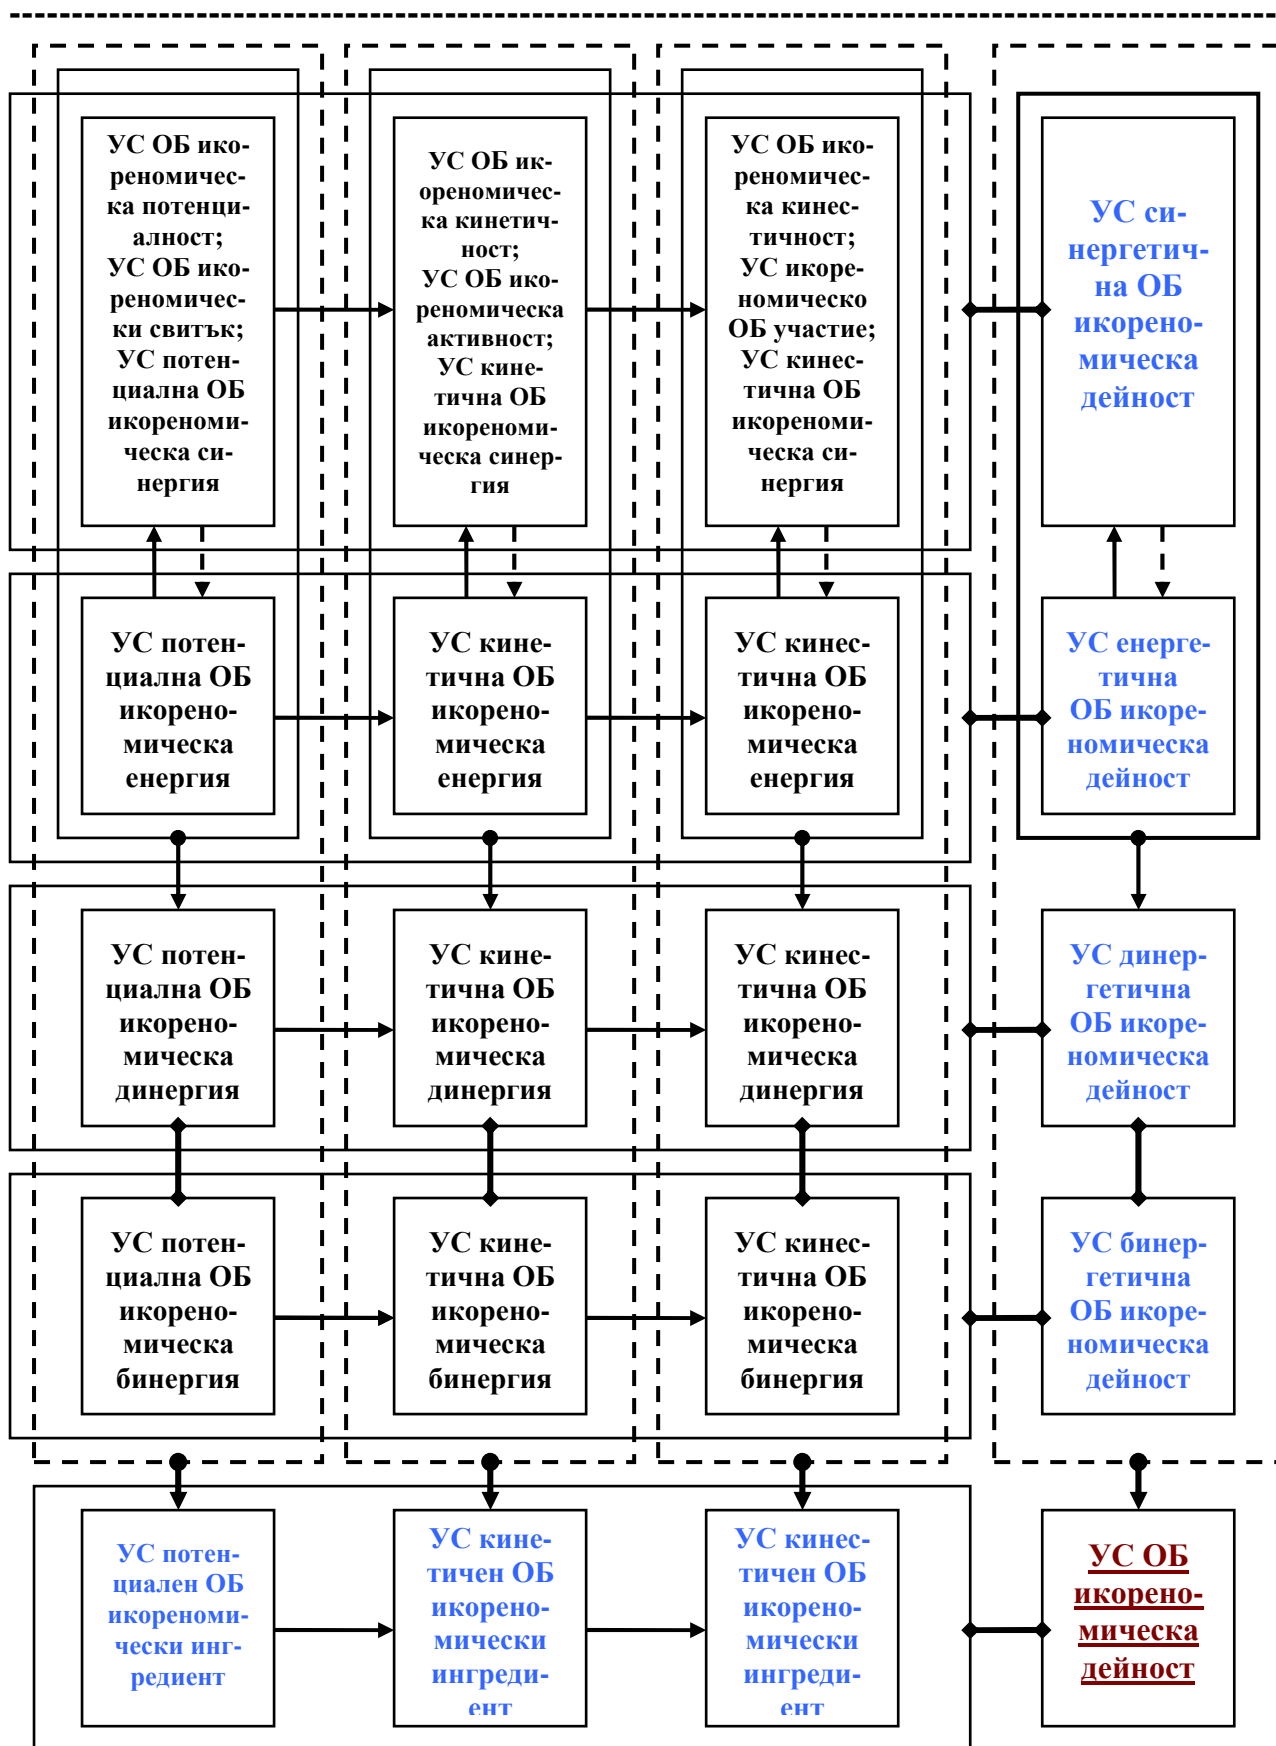 УС ОБ ико-
реномичес-
ка потенци-
алност;
УС ОБ ико-
реномичес-
ки свитък;
УС потен-
циална ОБ
икореноми-
ческа си-
нергия
УС ОБ ик-
ореномичес-
ка кинетич-
ност;
УС ОБ ико-
реномическа
активност;
УС кине-
тична ОБ
икореноми-
ческа синер-
гия
УС ОБ ико-
реномичес-
ка кинес-
тичност;
УС икоре-
номическо
ОБ участие;
УС кинес-
тична ОБ
икореноми-
ческа си-
нергия
УС си-
нергетич-
на ОБ
икорено-
мическа
дейност
УС потен-
циална ОБ
икорено-
мическа
енергия
УС кине-
тична ОБ
икорено-
мическа
енергия
УС кинес-
тична ОБ
икорено-
мическа
енергия
УС енерге-
тична
ОБ икоре-
номическа
дейност
УС потен-
циална ОБ
икорено-
мическа
динергия
УС кине-
тична ОБ
икорено-
мическа
динергия
УС кинес-
тична ОБ
икорено-
мическа
динергия
УС динер-
гетична
ОБ икоре-
номическа
дейност
УС потен-
циална ОБ
икорено-
мическа
бинергия
УС кине-
тична ОБ
икорено-
мическа
бинергия
УС кинес-
тична ОБ
икорено-
мическа
бинергия
УС бинер-
гетична
ОБ икоре-
номическа
дейност
УС потен-
циален ОБ
икореноми-
чески инг-
редиент
УС кине-
тичен ОБ
икорено-
мически
ингреди-
ент
УС кинес-
тичен ОБ
икорено-
мически
ингреди-
ент
УС ОБ
икорено-
мическа
дейност